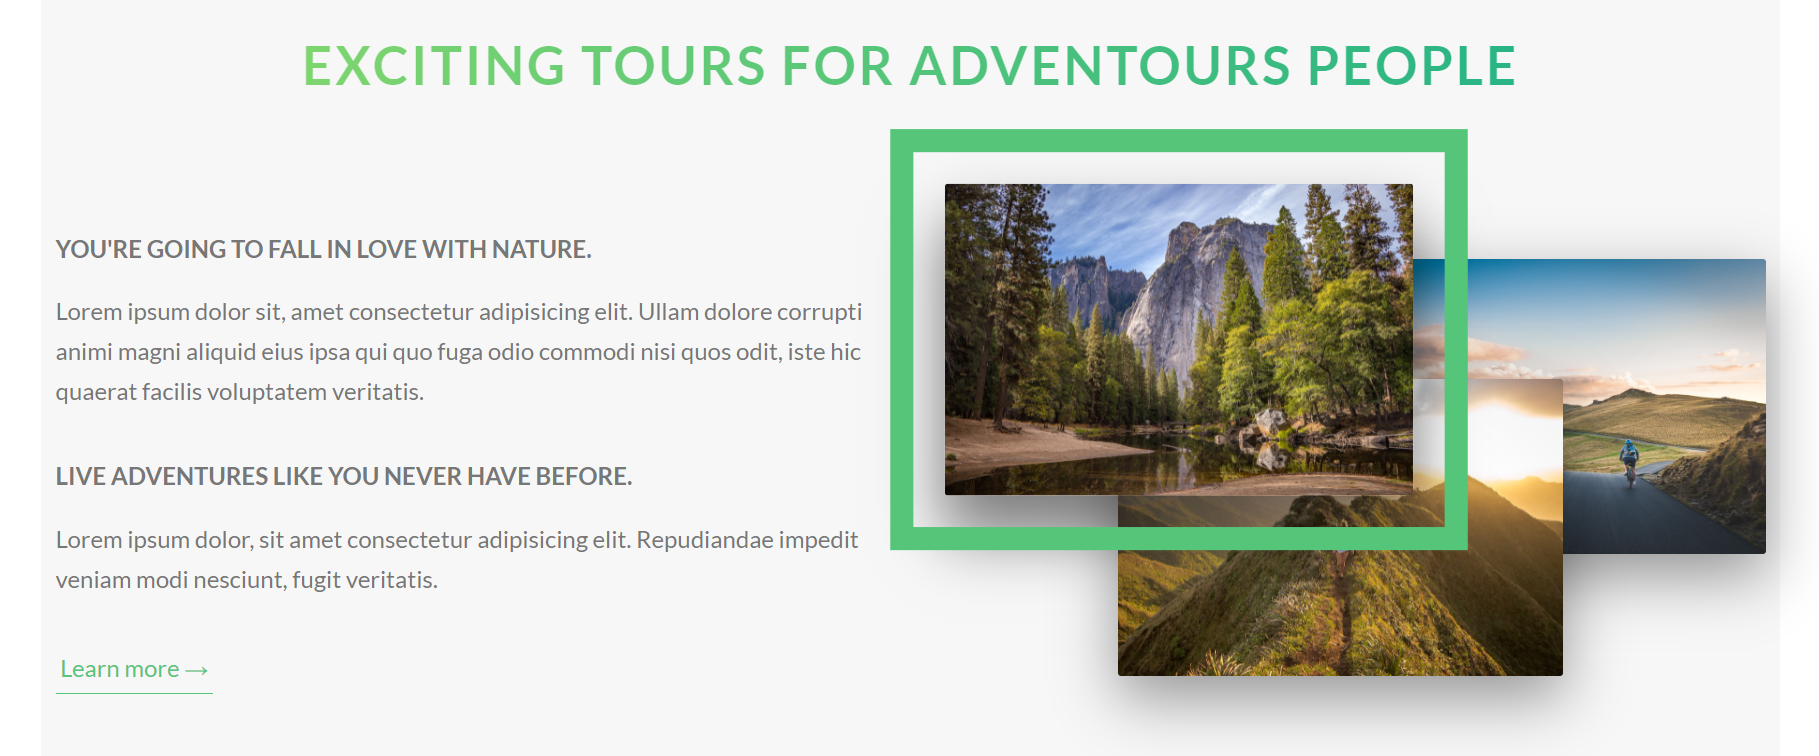 EXCITING TOURS FOR ADVENTOURS PEOPLE
YOU'RE GOING TO FALL IN LOVE WITH NATURE.
Lorem ipsum dolor sit, amet consectetur adipisicing elit. Ullam dolore corrupti
animi magni aliquid eius ipsa qui quo fuga odio commodi nisi quos odit, iste hic
quaerat facilis voluptatem veritatis.
LIVE ADVENTURES LIKE YOU NEVER HAVE BEFORE.
Lorem ipsum dolor, sit amet consectetur adipisicing elit. Repudiandae impedit
veniam modi nesciunt, fugit veritatis.
Learn more →